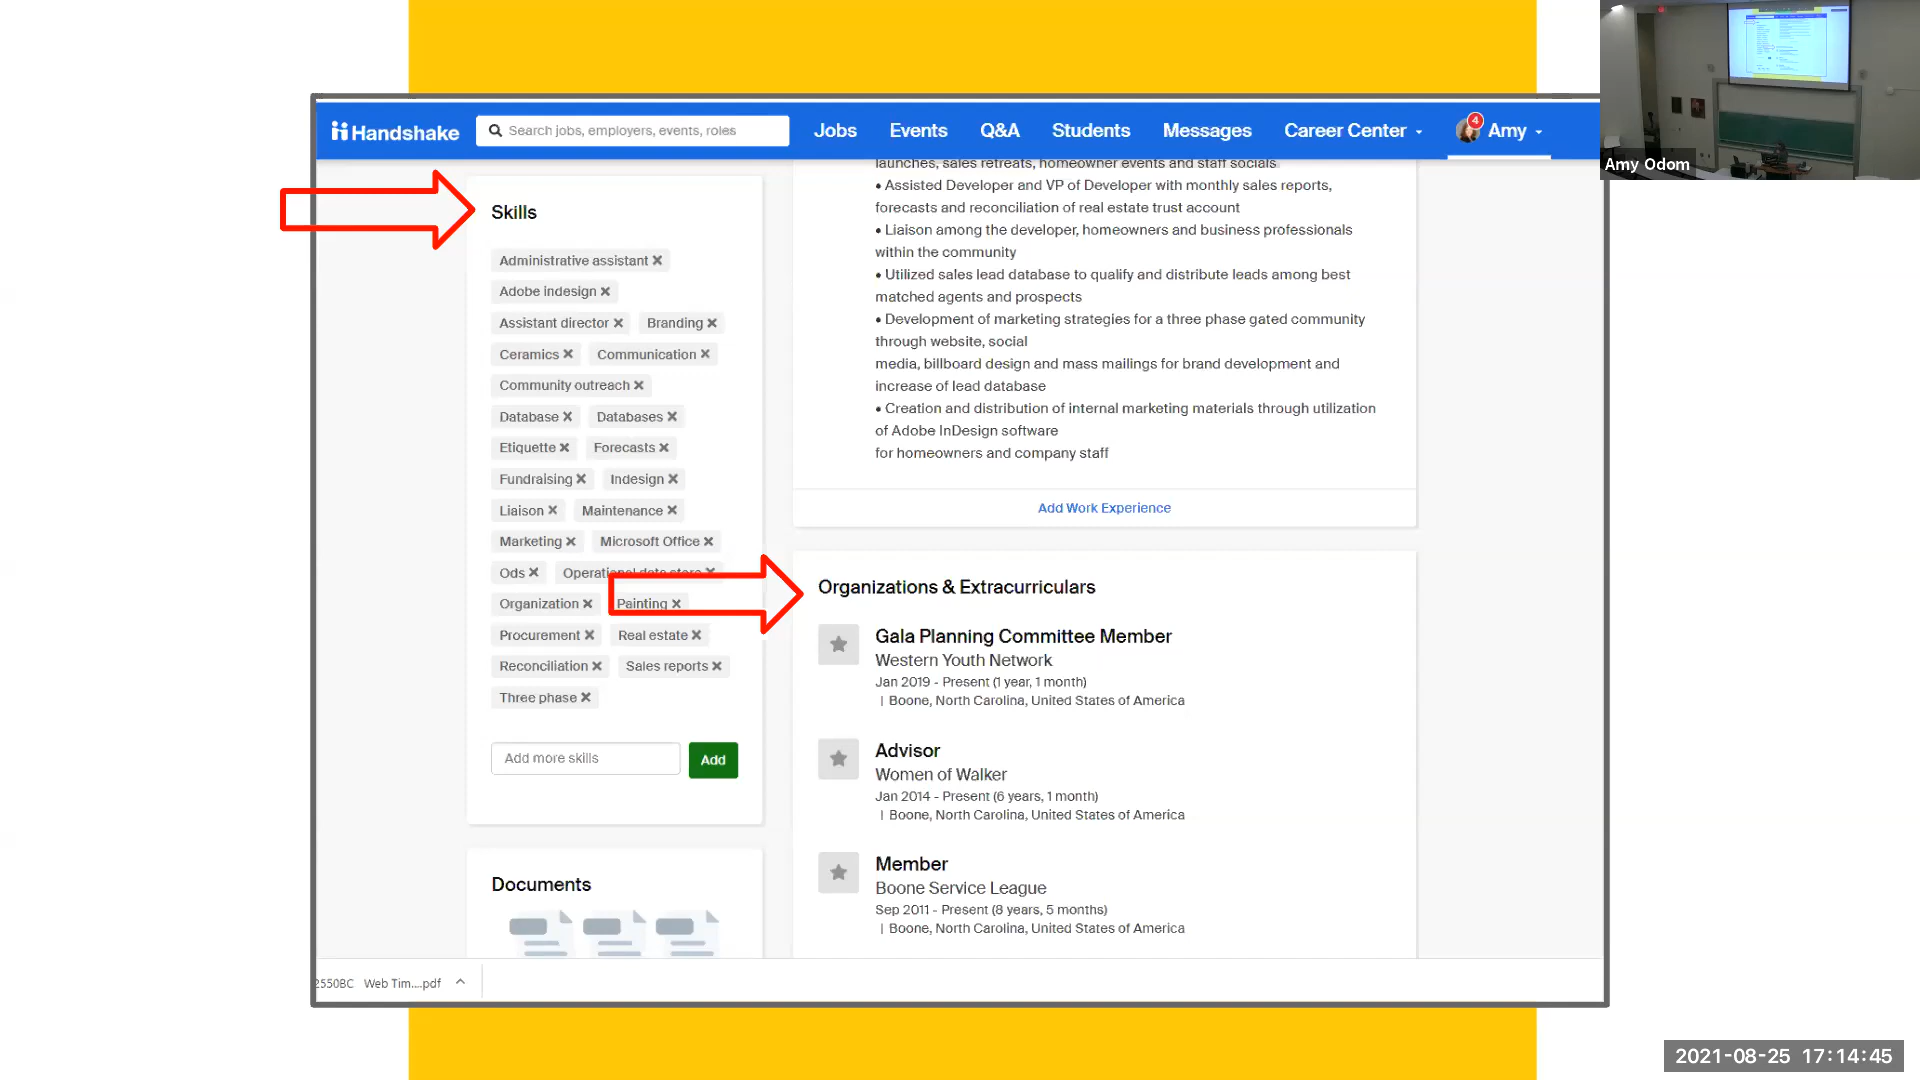 Handshake
Search jobs, employers, events, roles
Jobs
Events
Q&A
Students
Messages
Career Center
4
Amy
Amy Odom
Skills
Administrative assistant
Adobe indesign
Assistant director Branding
Ceramics Communication
Community outreach
Database Databases
Etiquette Forecasts
Fundraising Indesign
Liaison Maintenance
Marketing Microsoft Office
Ods Operational data store
Organization Painting
Procurement Real estate
Reconciliation Sales reports
Three phase
Add more skills
Add
Documents
launches, sales retreats, homeowner events and staff socials
• Assisted Developer and VP of Developer with monthly sales reports,
forecasts and reconciliation of real estate trust account
• Liaison among the developer, homeowners and business professionals
within the community
• Utilized sales lead database to qualify and distribute leads among best
matched agents and prospects
• Development of marketing strategies for a three phase gated community
through website, social
media, billboard design and mass mailings for brand development and
increase of lead database
• Creation and distribution of internal marketing materials through utilization
of Adobe InDesign software
for homeowners and company staff
Add Work Experience
Organizations & Extracurriculars
Gala Planning Committee Member
Western Youth Network
Jan 2019 - Present (1 year, 1 month)
| Boone, North Carolina, United States of America
Advisor
Women of Walker
Jan 2014 - Present (6 years, 1 month)
| Boone, North Carolina, United States of America
Member
Boone Service League
Sep 2011 - Present (8 years, 5 months)
| Boone, North Carolina, United States of America
2550BC Web Tim....pdf
2021-08-25 17:14:45